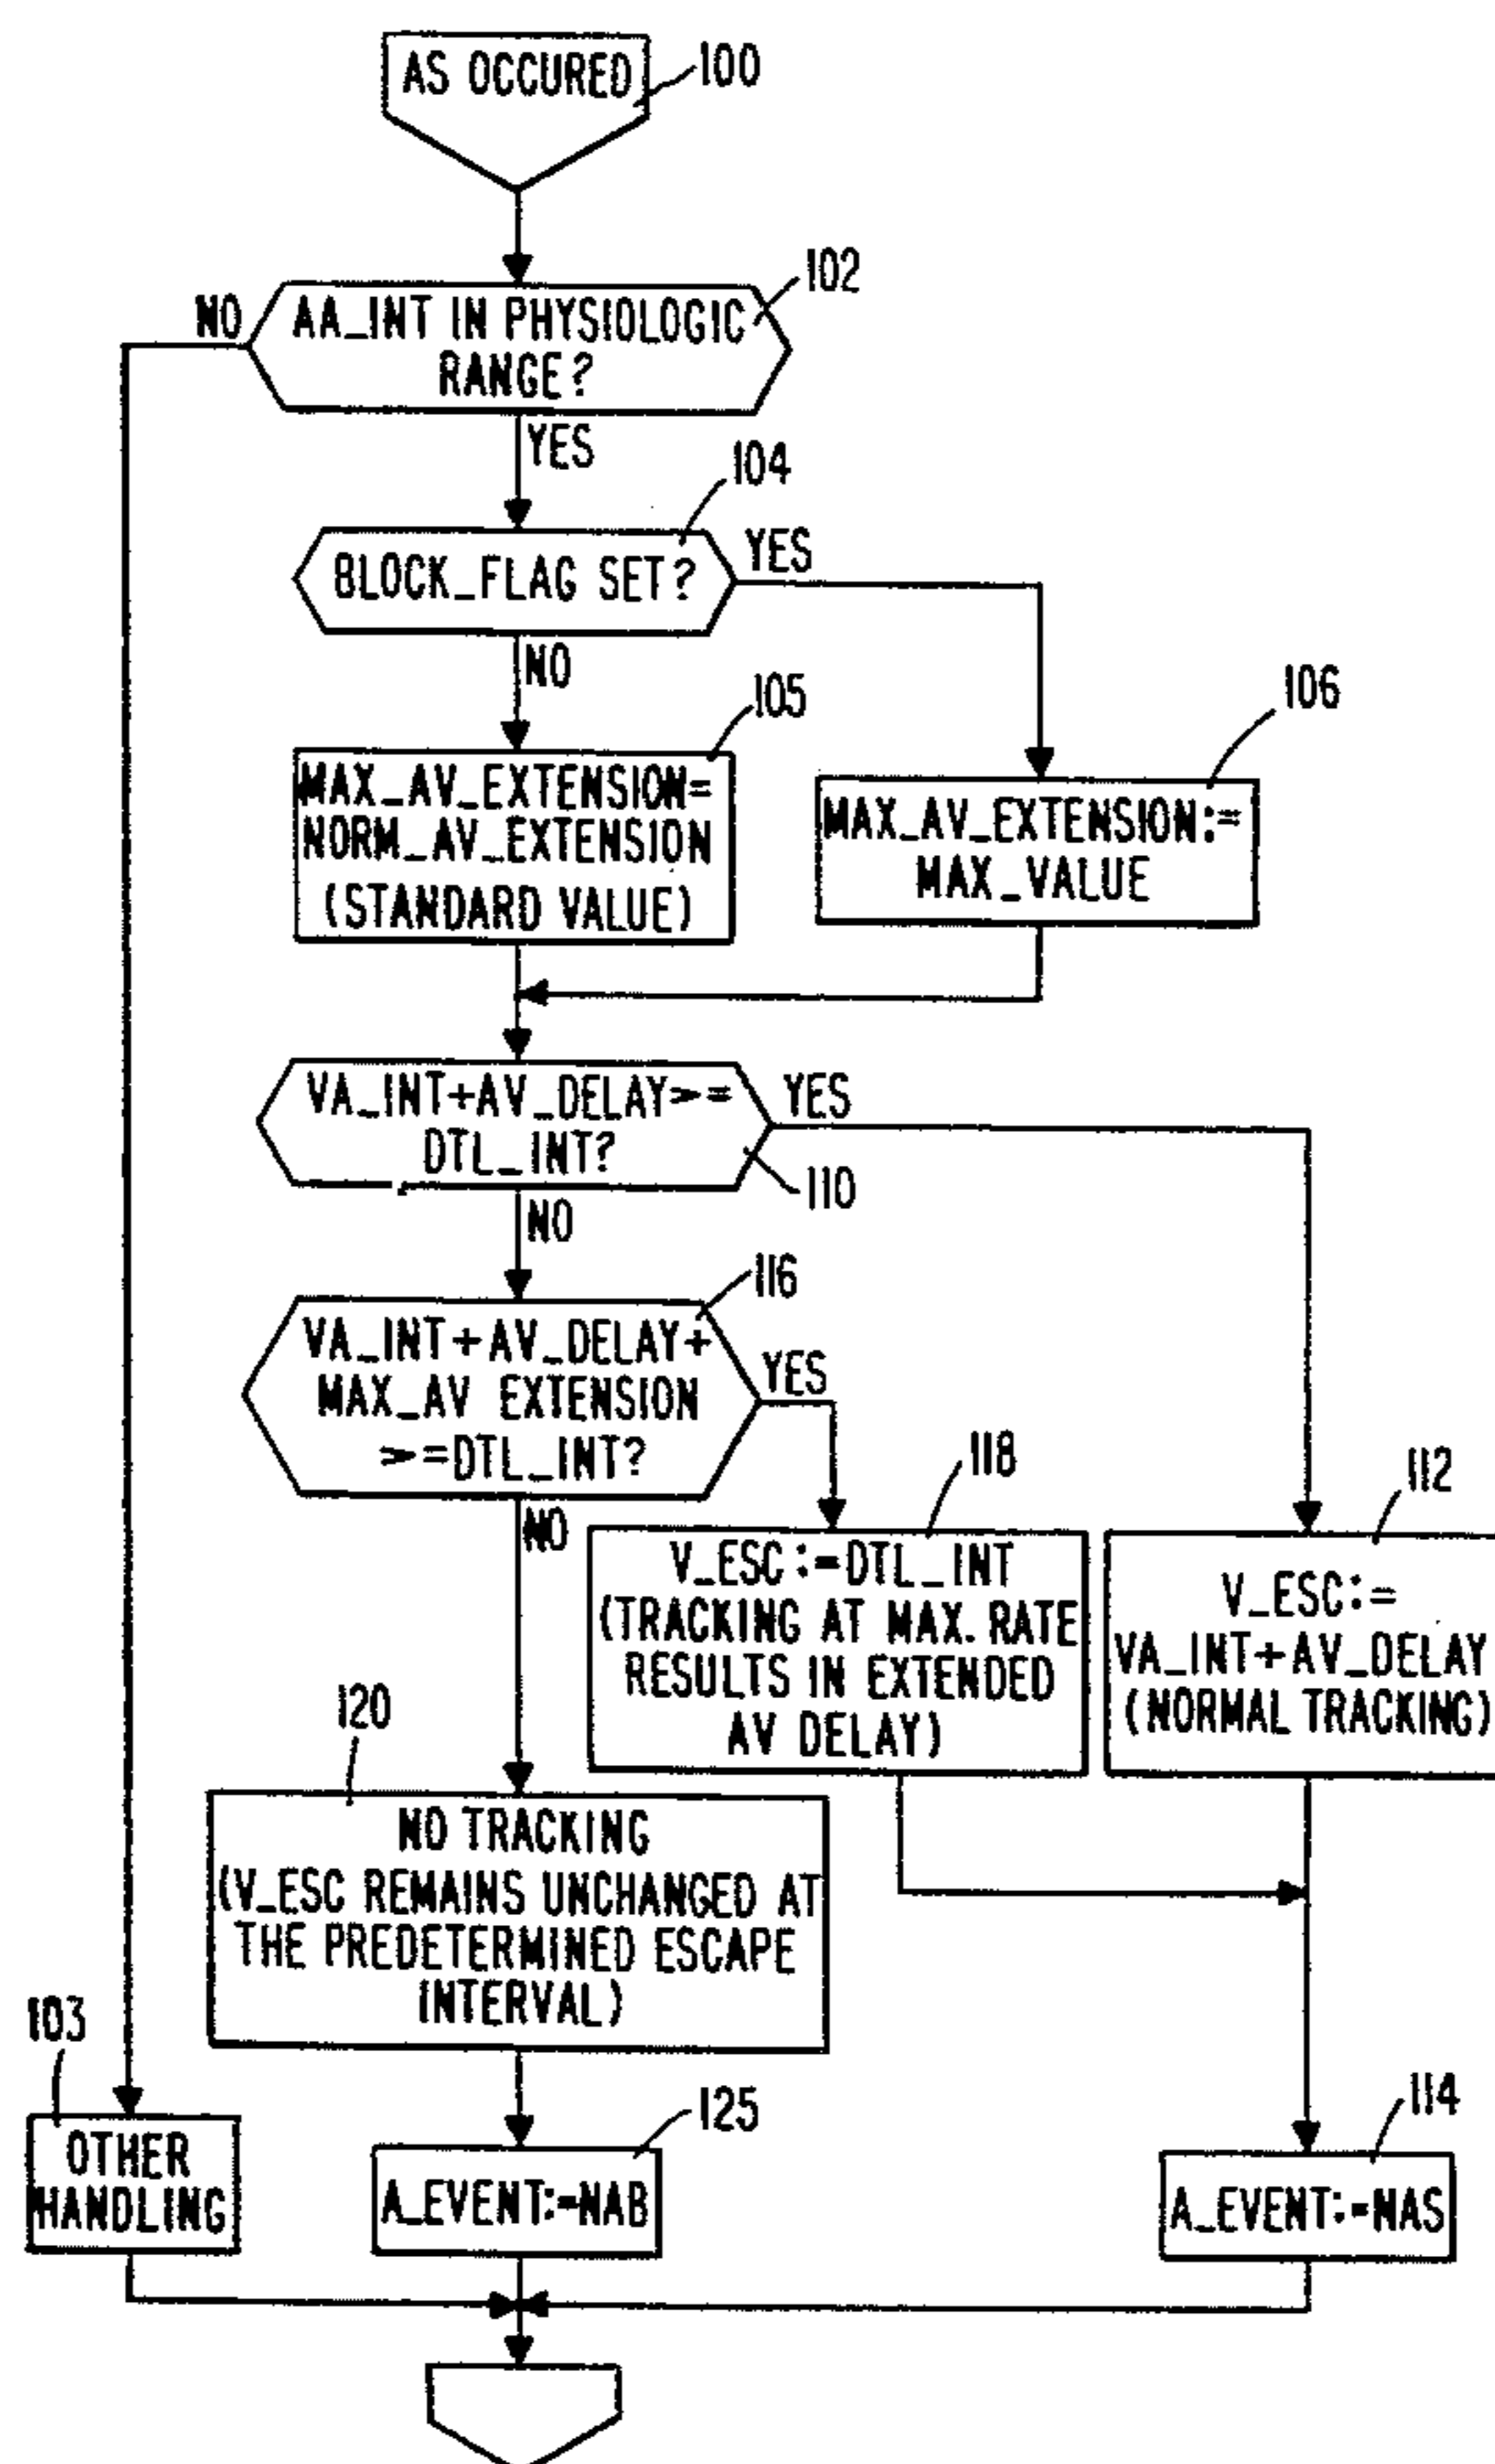 AS OCCURED
100
102
NO
AA_INT IN PHYSIOLOGIC
RANGE?
YES
104
BLOCK_FLAG SET?
YES
NO
105
106
MAX_AV_EXTENSION=
NORM_AV_EXTENSION
(STANDARD VALUE)
MAX_AV_EXTENSION:=
MAX_VALUE
VA_INT+AV_DELAY>=
DTL_INT?
YES
110
NO
116
VA_INT+AV_DELAY+
MAX_AV EXTENSION
>=DTL_INT?
YES
NO
118
112
V_ESC:=DTL_INT
(TRACKING AT MAX. RATE
RESULTS IN EXTENDED
AV DELAY)
V_ESC:=
VA_INT+AV_DELAY
(NORMAL TRACKING)
120
NO TRACKING
(V_ESC REMAINS UNCHANGED AT
THE PREDETERMINED ESCAPE
INTERVAL)
103
OTHER
HANDLING
125
A_EVENT:=NAB
114
A_EVENT:=NAS